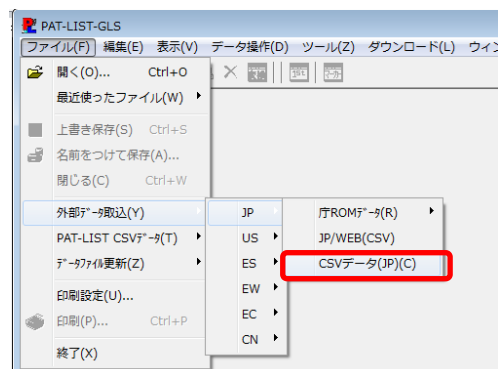 PAT-LIST-GLS
ファイル(F) 編集(E) 表示(V) データ操作(D) ツール(Z) ダウンロード(L) ウィン
開く(O)... Ctrl+O
最近使ったファイル(W)
上書き保存(S) Ctrl+S
名前をつけて保存(A)...
閉じる(C) Ctrl+W
外部ﾃﾞｰﾀ取込(Y) JP 庁ROMﾃﾞｰﾀ(R)
PAT-LIST CSVﾃﾞｰﾀ(T) US JP/WEB(CSV)
ﾃﾞｰﾀﾌｧｲﾙ更新(Z) ES CSVデータ(JP)(C)
印刷設定(U)... EW
印刷(P)... Ctrl+P EC
終了(X) CN